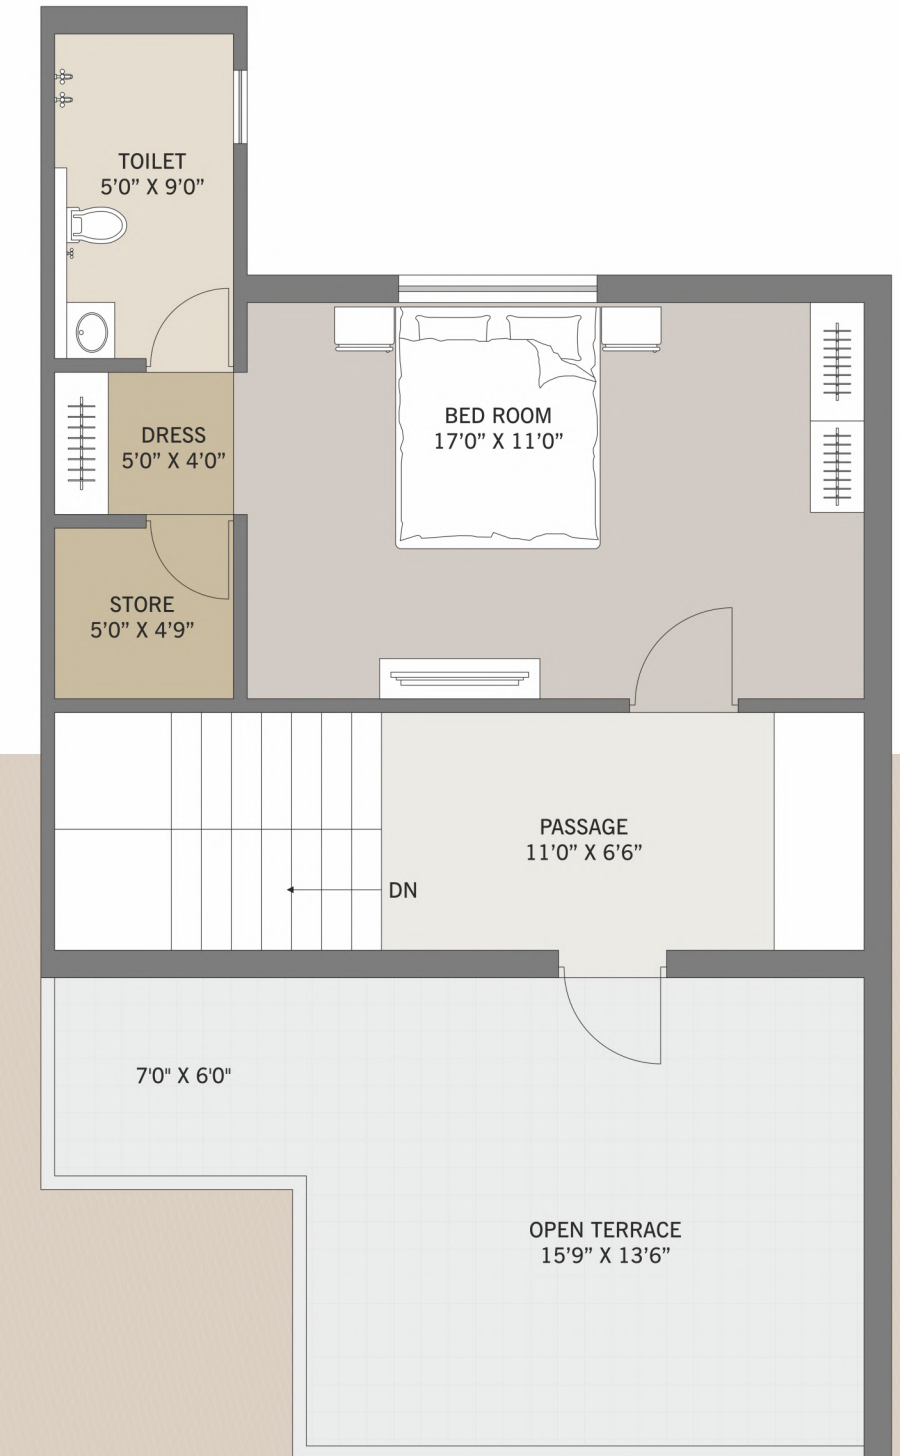 TOILET
5’0” X 9’0”
BED ROOM
17’0” X 11’0”
DRESS
5’0” X 4’0”
STORE
5’0” X 4’9”
PASSAGE
11’0” X 6’6”
DN
7'0" X 6'0"
OPEN TERRACE
15’9” X 13’6”